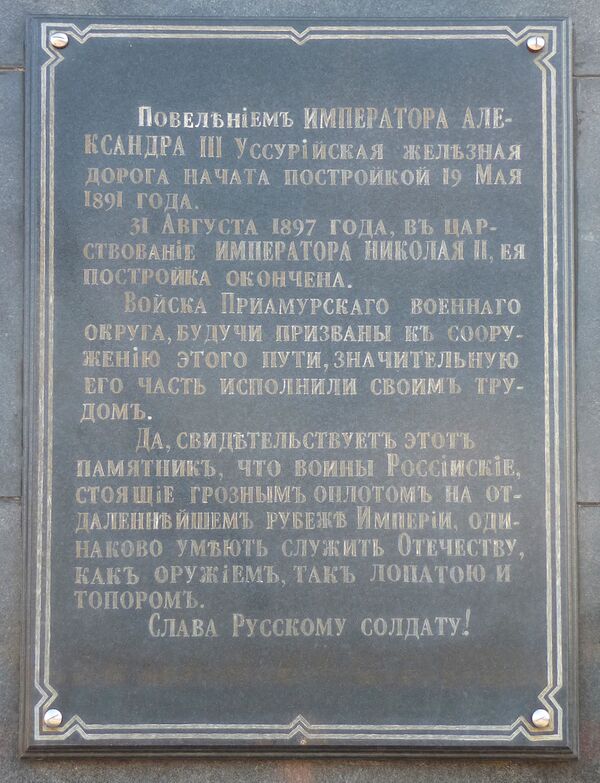 Повелѣніемъ ИМПЕРАТОРА АЛЕ-
КСАНДРА III Уссурійская желѣзная
дорога начата постройкой 19 Мая
1891 года.
31 Августа 1897 года, въ цар-
ствованіе ИМПЕРАТОРА НИКОЛАЯ II, ея
постройка окончена.
Войска Приамурскаго военнаго
округа, будучи призваны къ соору-
женію этого пути, значительную
его часть исполнили своимъ тру-
домъ.
Да, свидѣтельствуетъ этотъ
памятникъ, что воины Россійскіе,
стоящіе грознымъ оплотомъ на от-
даленнѣйшемъ рубежѣ Имперіи, оди-
наково умѣютъ служить Отечеству,
какъ оружіемъ, такъ лопатою и
топоромъ.
Слава Русскому солдату!